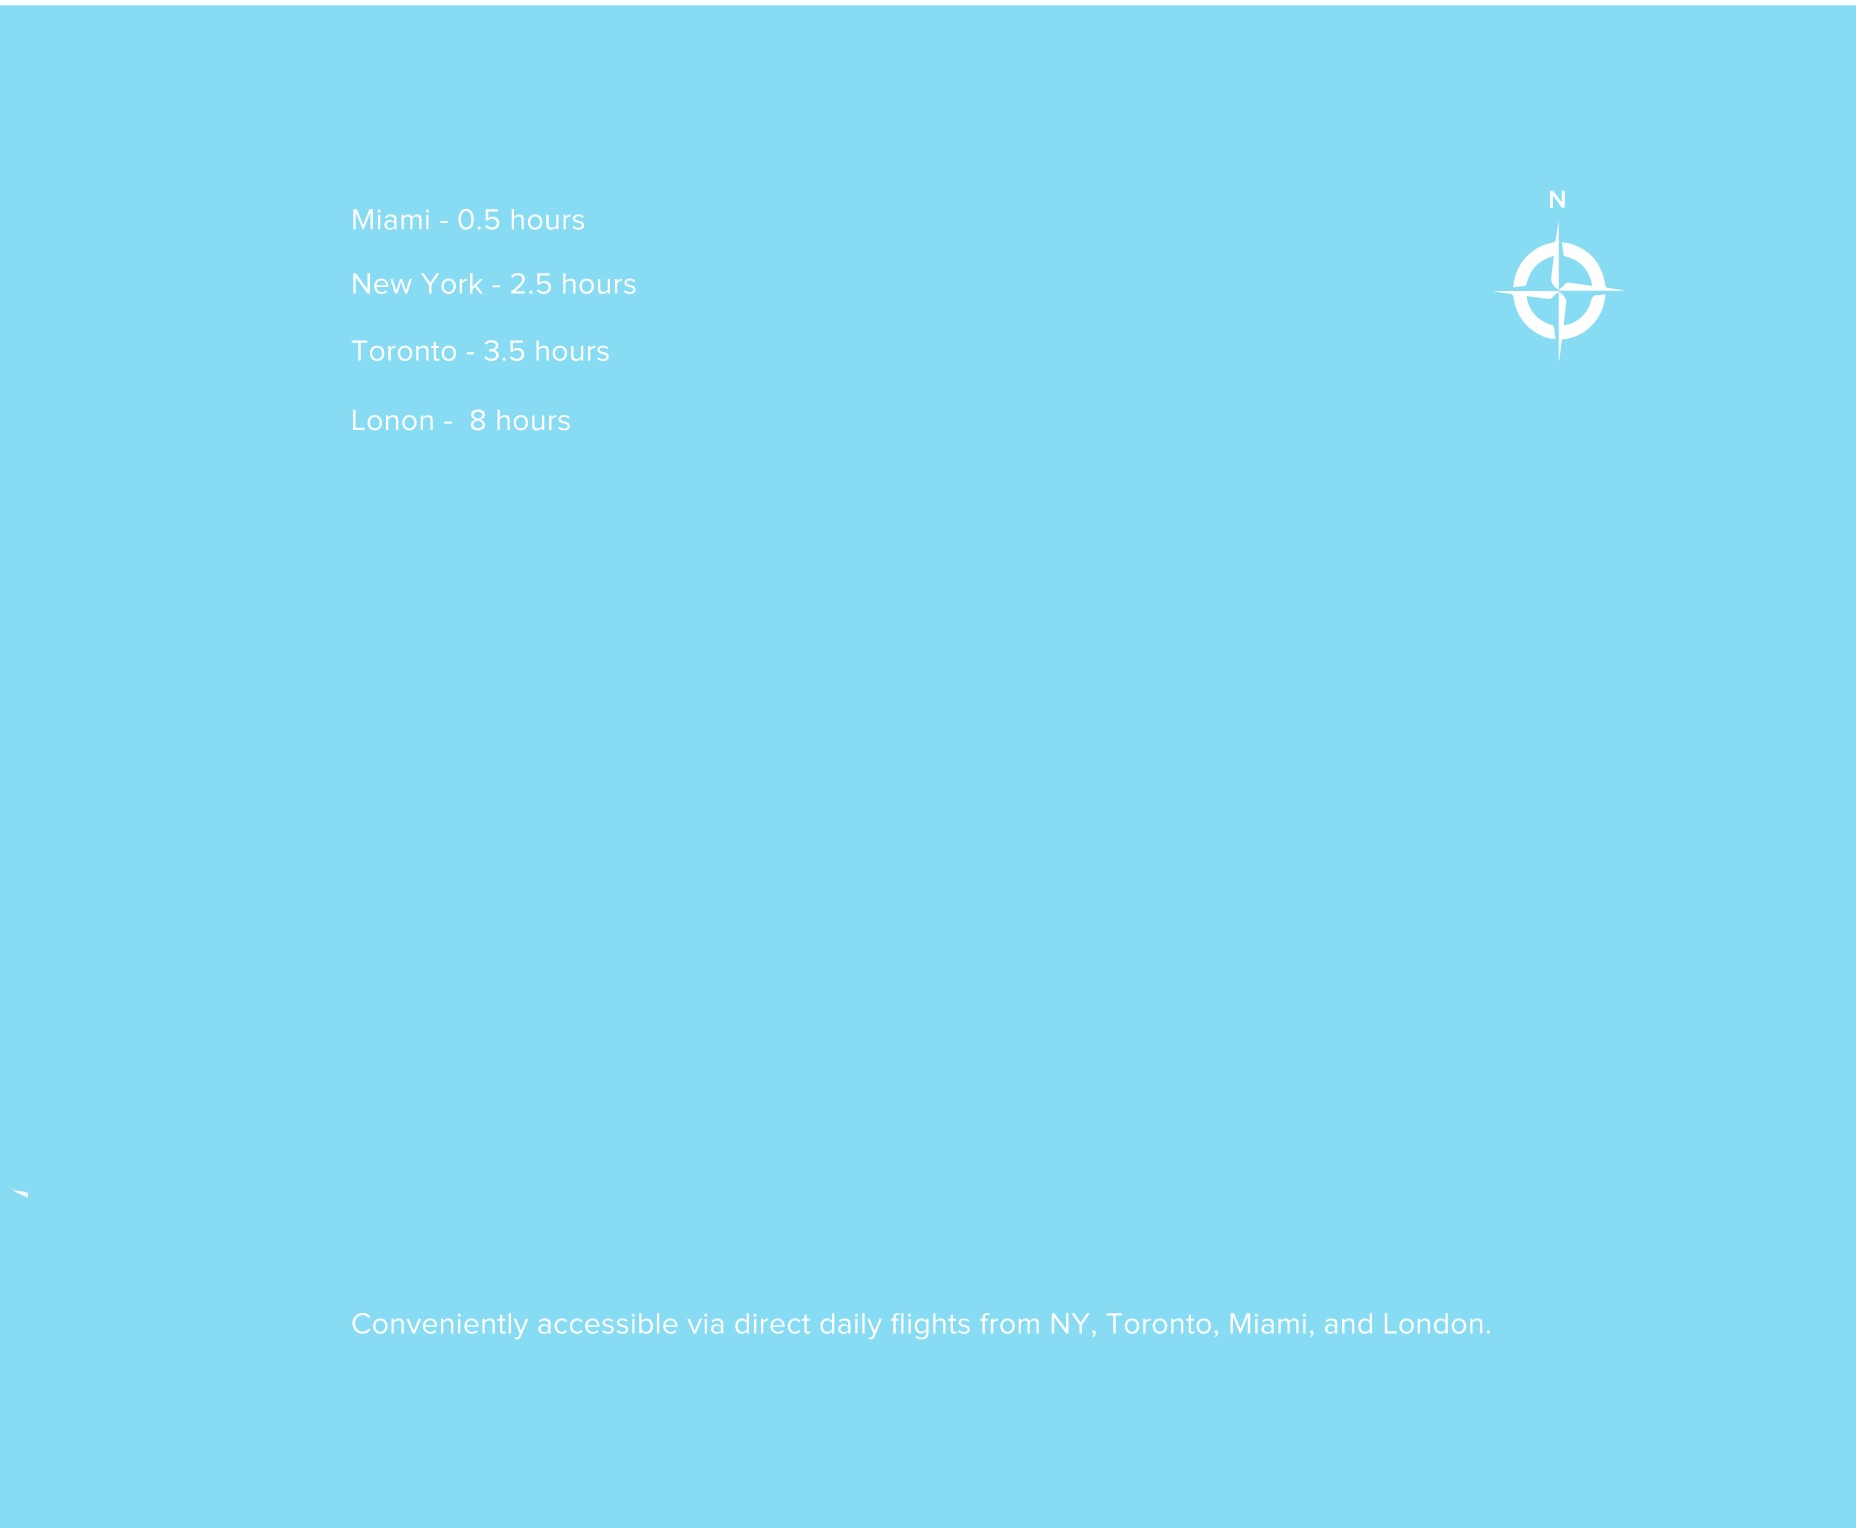 N
Miami - 0.5 hours
New York - 2.5 hours
Toronto - 3.5 hours
Lonon -  8 hours
Conveniently accessible via direct daily flights from NY, Toronto, Miami, and London.